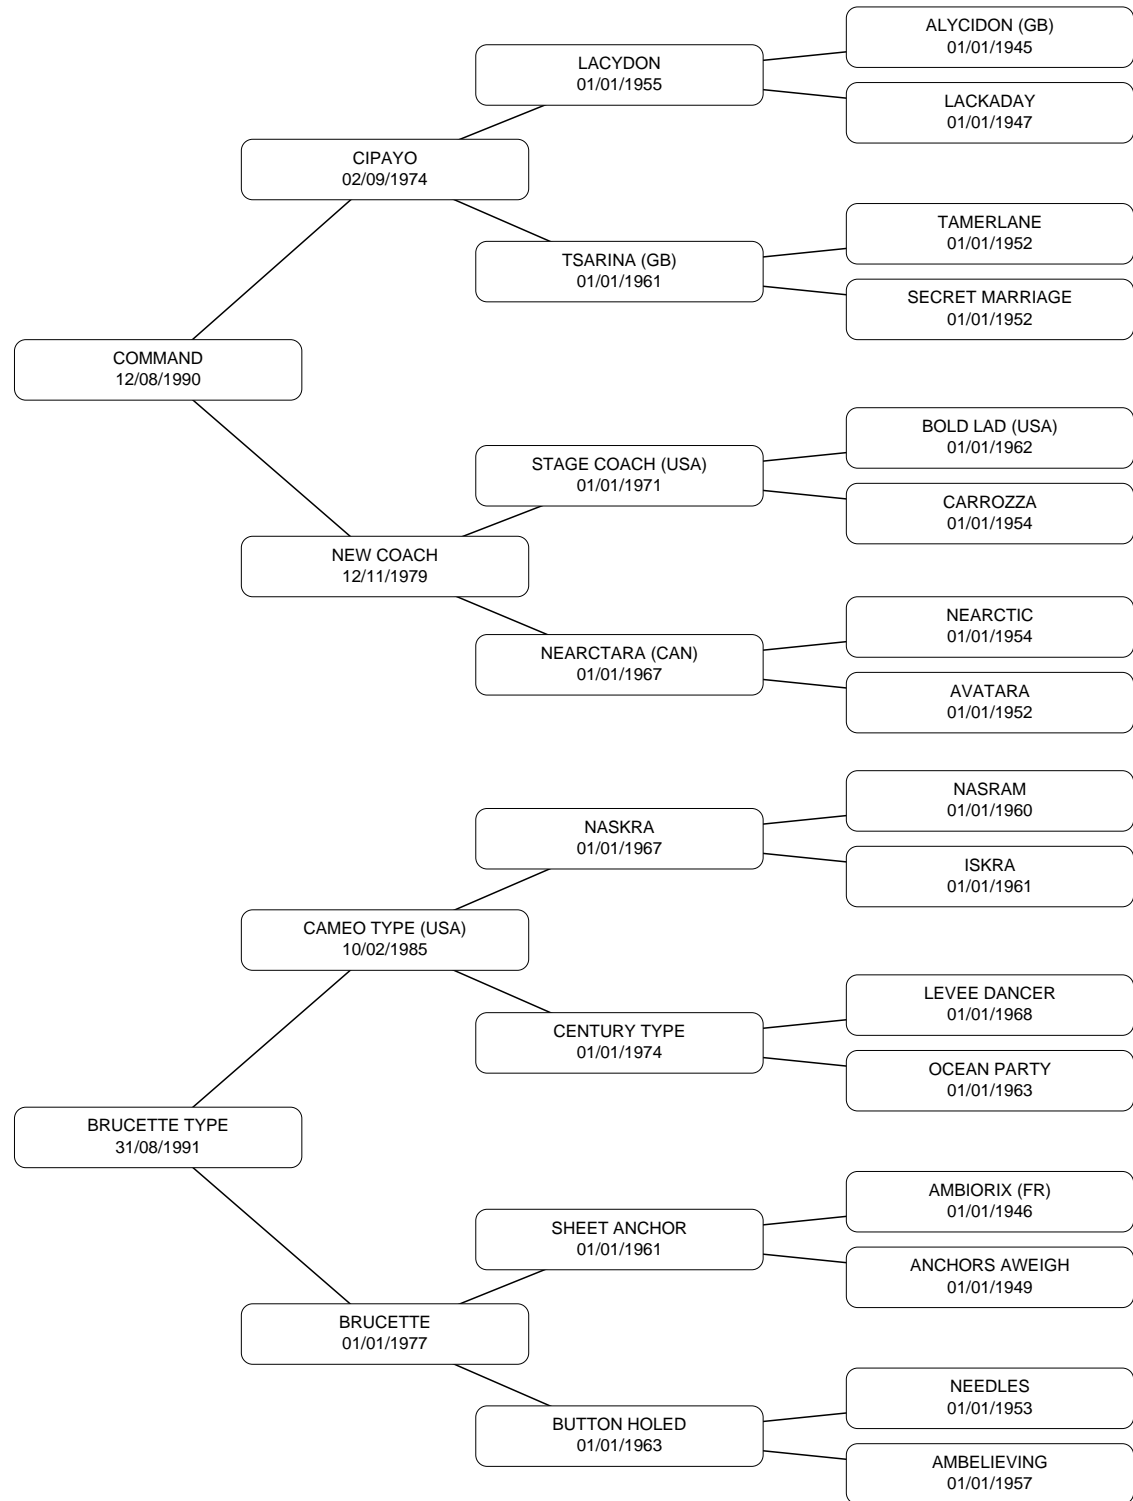 ALYCIDON (GB)
01/01/1945
LACYDON
01/01/1955
LACKADAY
01/01/1947
CIPAYO
02/09/1974
TAMERLANE
01/01/1952
TSARINA (GB)
01/01/1961
SECRET MARRIAGE
01/01/1952
COMMAND
12/08/1990
BOLD LAD (USA)
01/01/1962
STAGE COACH (USA)
01/01/1971
CARROZZA
01/01/1954
NEW COACH
12/11/1979
NEARCTIC
01/01/1954
NEARCTARA (CAN)
01/01/1967
AVATARA
01/01/1952
NASRAM
01/01/1960
NASKRA
01/01/1967
ISKRA
01/01/1961
CAMEO TYPE (USA)
10/02/1985
LEVEE DANCER
01/01/1968
CENTURY TYPE
01/01/1974
OCEAN PARTY
01/01/1963
BRUCETTE TYPE
31/08/1991
AMBIORIX (FR)
01/01/1946
SHEET ANCHOR
01/01/1961
ANCHORS AWEIGH
01/01/1949
BRUCETTE
01/01/1977
NEEDLES
01/01/1953
BUTTON HOLED
01/01/1963
AMBELIEVING
01/01/1957